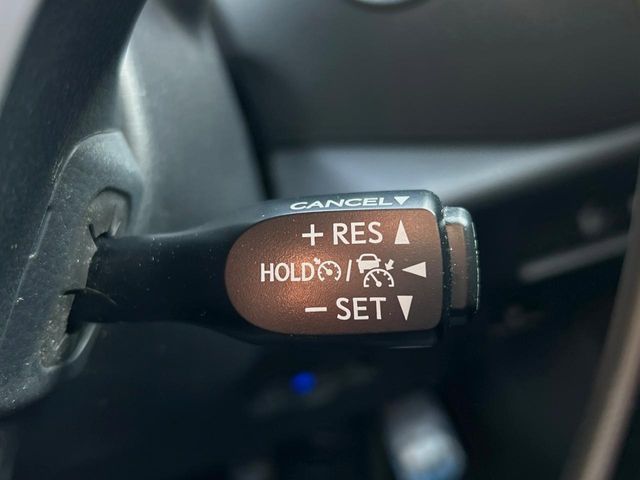 CANCEL▼
+ RES ▲
HOLD / ◀
− SET ▼